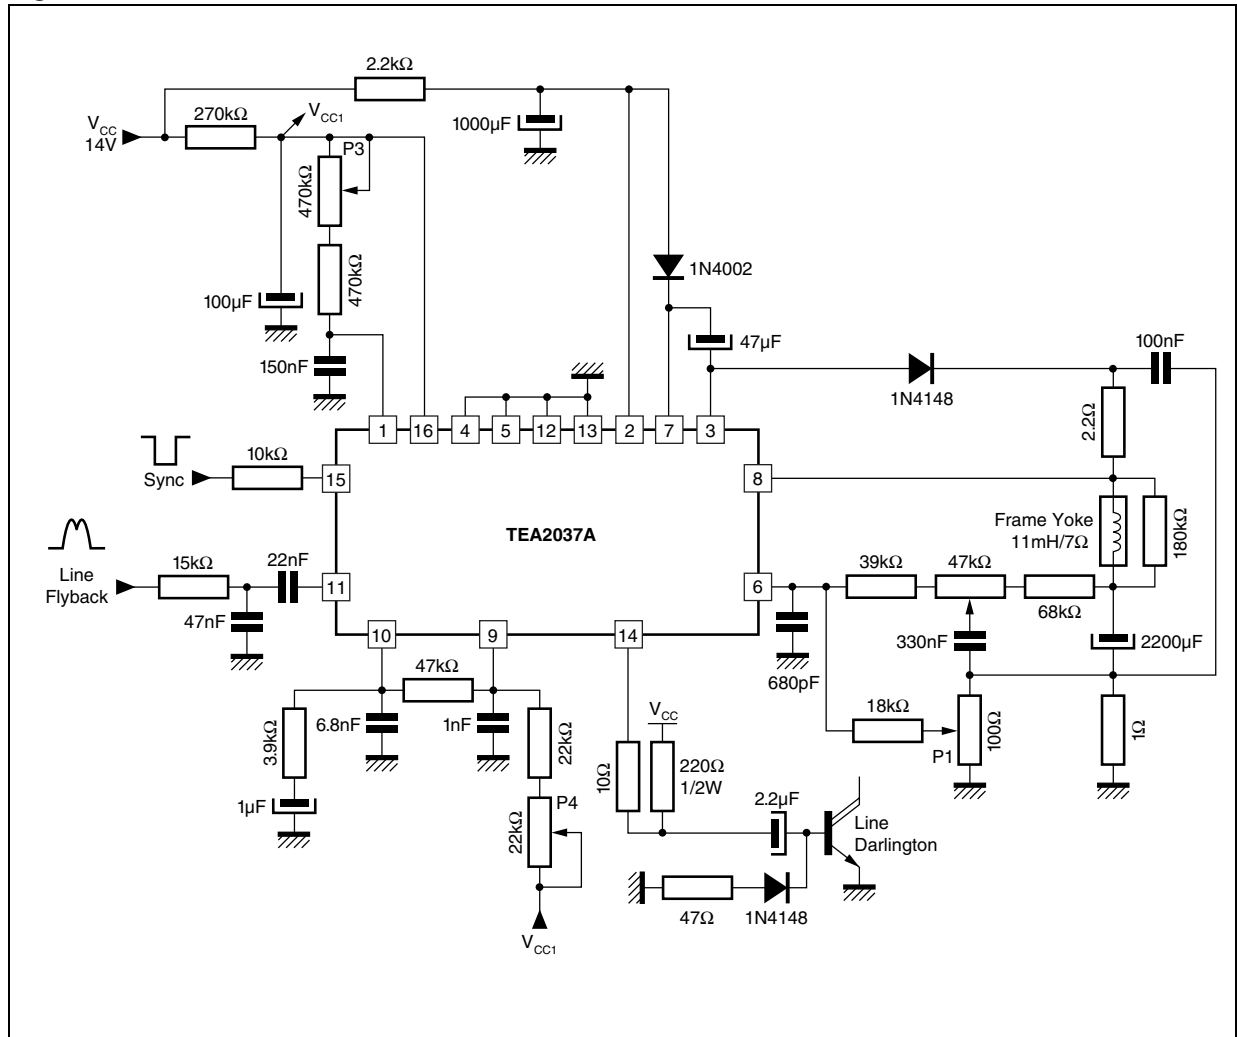 2.2kΩ
270kΩ
VCC1
VCC
14V
1000µF
P3
470kΩ
470kΩ
1N4002
100µF
47µF
100nF
150nF
1N4148
2.2Ω
1
16
4
5
12
13
2
7
3
10kΩ
Sync
15
8
TEA2037A
Frame Yoke
11mH/7Ω
180kΩ
15kΩ
22nF
Line
Flyback
11
6
39kΩ
47kΩ
68kΩ
47nF
10
9
14
330nF
2200µF
680pF
47kΩ
3.9kΩ
6.8nF
1nF
22kΩ
VCC
18kΩ
P1
100Ω
1Ω
10Ω
220Ω
1/2W
1µF
P4
22kΩ
2.2µF
Line
Darlington
47Ω
1N4148
VCC1